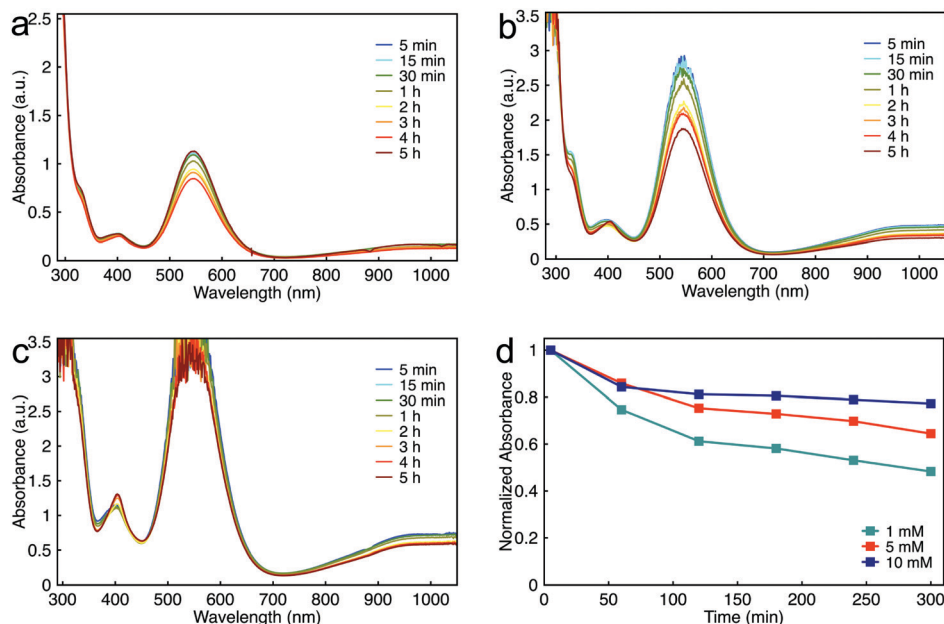 a
2.5
2
1.5
1
0.5
0
Absorbance (a.u.)
300 400 500 600 700 800 900 1000
Wavelength (nm)
5 min
15 min
30 min
1 h
2 h
3 h
4 h
5 h
b
3.5
3
2.5
2
1.5
1
0.5
0
Absorbance (a.u.)
300 400 500 600 700 800 900 1000
Wavelength (nm)
5 min
15 min
30 min
1 h
2 h
3 h
4 h
5 h
c
3.5
3
2.5
2
1.5
1
0.5
0
Absorbance (a.u.)
300 400 500 600 700 800 900 1000
Wavelength (nm)
5 min
15 min
30 min
1 h
2 h
3 h
4 h
5 h
d
1
0.8
0.6
0.4
0.2
0
Normalized Absorbance
0 50 100 150 200 250 300
Time (min)
1 mM
5 mM
10 mM